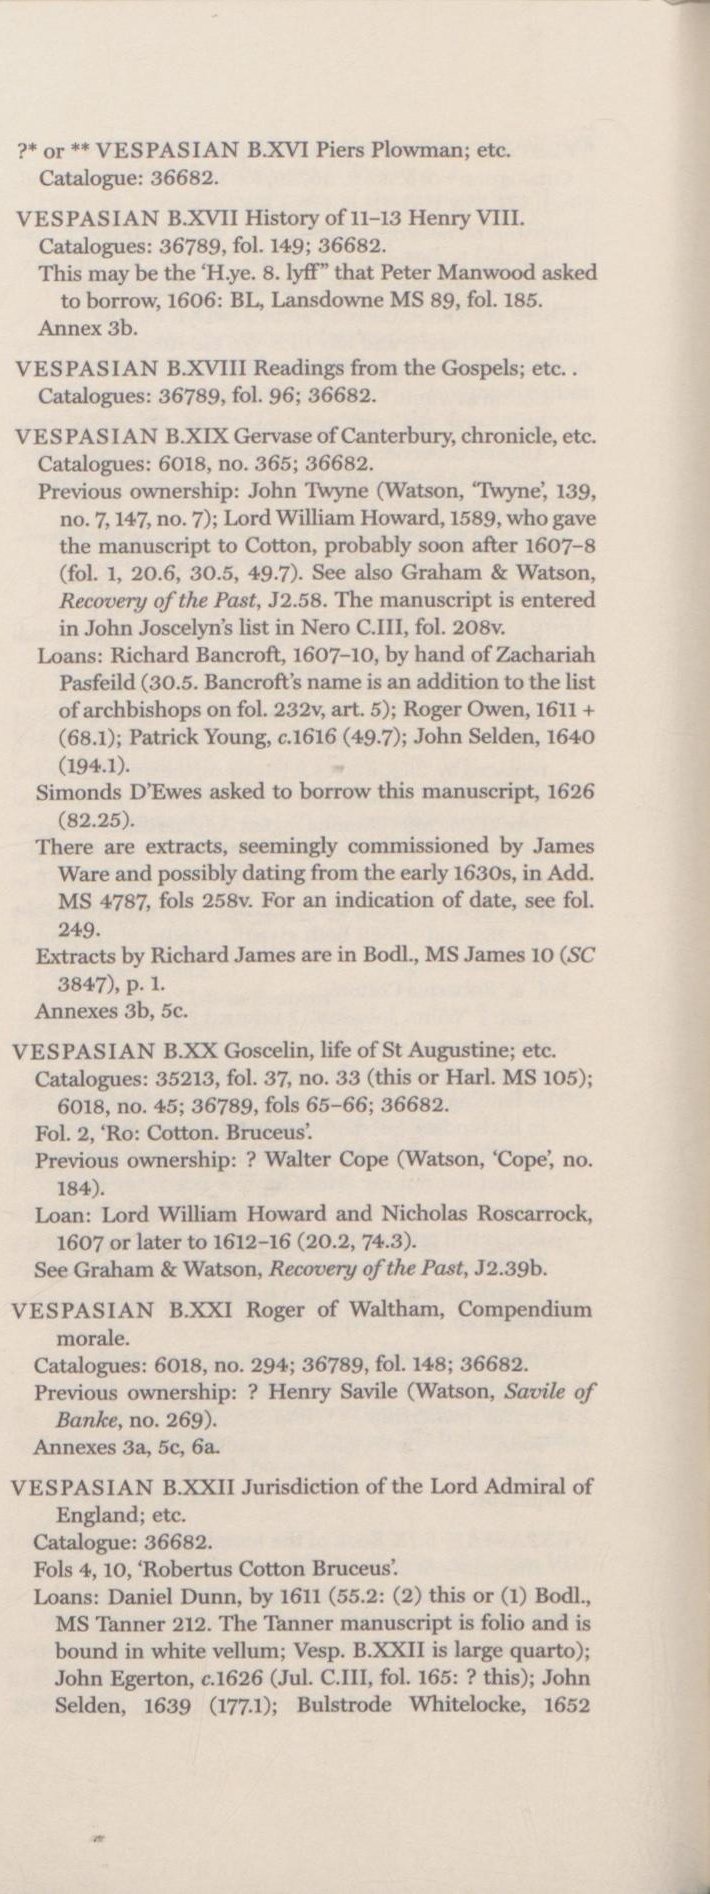 ?* or ** VESPASIAN B.XVI Piers Plowman; etc.
Catalogue: 36682.
VESPASIAN B.XVII History of 11–13 Henry VIII.
Catalogues: 36789, fol. 149; 36682.
This may be the ‘H.ye. 8. lyff” that Peter Manwood asked
to borrow, 1606: BL, Lansdowne MS 89, fol. 185.
Annex 3b.
VESPASIAN B.XVIII Readings from the Gospels; etc. .
Catalogues: 36789, fol. 96; 36682.
VESPASIAN B.XIX Gervase of Canterbury, chronicle, etc.
Catalogues: 6018, no. 365; 36682.
Previous ownership: John Twyne (Watson, ‘Twyne’, 139,
no. 7, 147, no. 7); Lord William Howard, 1589, who gave
the manuscript to Cotton, probably soon after 1607–8
(fol. 1, 20.6, 30.5, 49.7). See also Graham & Watson,
Recovery of the Past, J2.58. The manuscript is entered
in John Joscelyn’s list in Nero C.III, fol. 208v.
Loans: Richard Bancroft, 1607–10, by hand of Zachariah
Pasfeild (30.5. Bancroft’s name is an addition to the list
of archbishops on fol. 232v, art. 5); Roger Owen, 1611 +
(68.1); Patrick Young, c.1616 (49.7); John Selden, 1640
(194.1).
Simonds D’Ewes asked to borrow this manuscript, 1626
(82.25).
There are extracts, seemingly commissioned by James
Ware and possibly dating from the early 1630s, in Add.
MS 4787, fols 258v. For an indication of date, see fol.
249.
Extracts by Richard James are in Bodl., MS James 10 (SC
3847), p. 1.
Annexes 3b, 5c.
VESPASIAN B.XX Goscelin, life of St Augustine; etc.
Catalogues: 35213, fol. 37, no. 33 (this or Harl. MS 105);
6018, no. 45; 36789, fols 65–66; 36682.
Fol. 2, ‘Ro: Cotton. Bruceus’.
Previous ownership: ? Walter Cope (Watson, ‘Cope’, no.
184).
Loan: Lord William Howard and Nicholas Roscarrock,
1607 or later to 1612–16 (20.2, 74.3).
See Graham & Watson, Recovery of the Past, J2.39b.
VESPASIAN B.XXI Roger of Waltham, Compendium
morale.
Catalogues: 6018, no. 294; 36789, fol. 148; 36682.
Previous ownership: ? Henry Savile (Watson, Savile of
Banke, no. 269).
Annexes 3a, 5c, 6a.
VESPASIAN B.XXII Jurisdiction of the Lord Admiral of
England; etc.
Catalogue: 36682.
Fols 4, 10, ‘Robertus Cotton Bruceus’.
Loans: Daniel Dunn, by 1611 (55.2: (2) this or (1) Bodl.,
MS Tanner 212. The Tanner manuscript is folio and is
bound in white vellum; Vesp. B.XXII is large quarto);
John Egerton, c.1626 (Jul. C.III, fol. 165: ? this); John
Selden, 1639 (177.1); Bulstrode Whitelocke, 1652